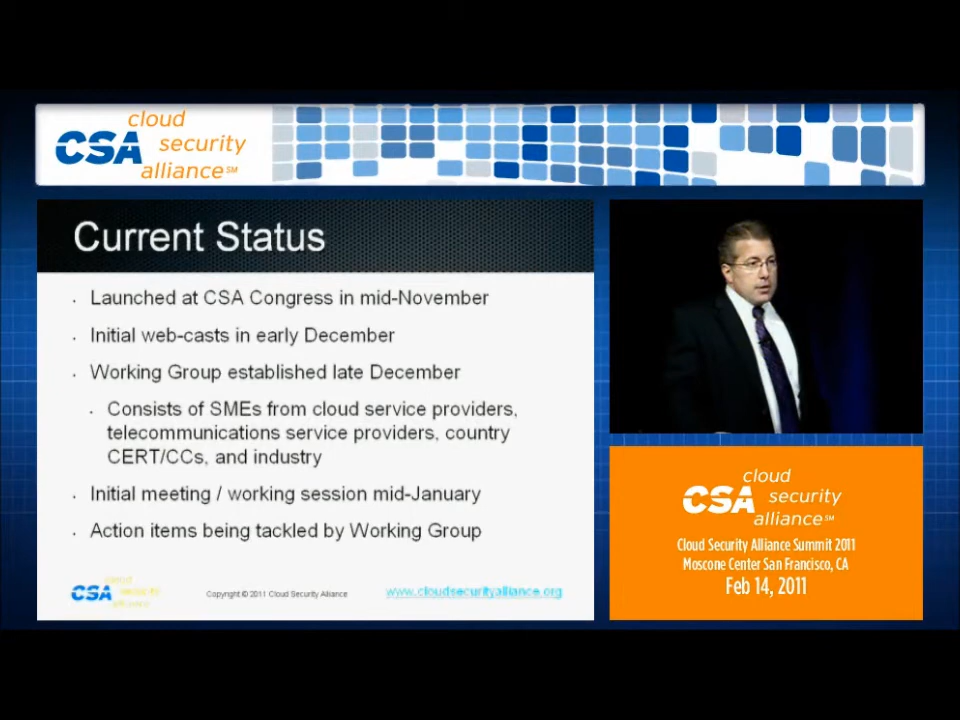 cloud
CSA security
alliance℠
Current Status
· Launched at CSA Congress in mid-November
· Initial web-casts in early December
· Working Group established late December
· Consists of SMEs from cloud service providers,
telecommunications service providers, country
CERT/CCs, and industry
· Initial meeting / working session mid-January
· Action items being tackled by Working Group
cloud
CSA security
alliance
Copyright © 2011 Cloud Security Alliance
www.cloudsecurityalliance.org
cloud
CSA security
alliance℠
Cloud Security Alliance Summit 2011
Moscone Center San Francisco, CA
Feb 14, 2011